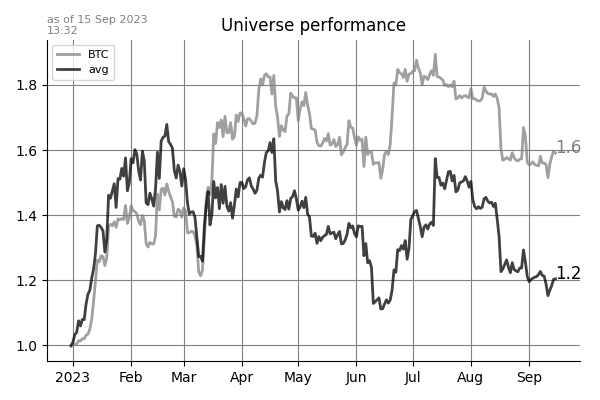 as of 15 Sep 2023
13:32
Universe performance
BTC
avg
1.8
1.6
1.4
1.2
1.0
1.6
1.2
2023 Feb Mar Apr May Jun Jul Aug Sep